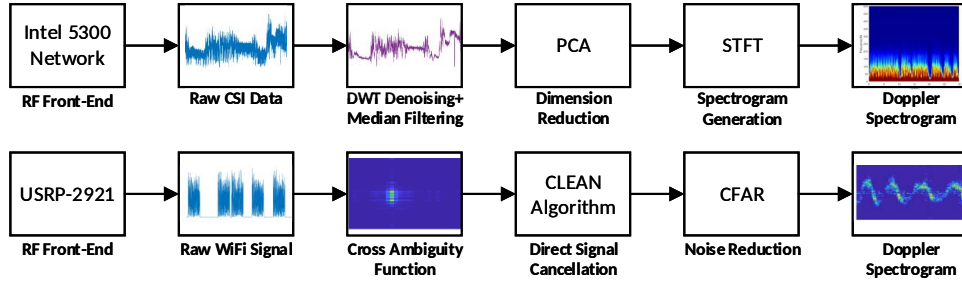 Intel 5300
Network
PCA
STFT
RF Front-End
Raw CSI Data
DWT Denoising+
Median Filtering
Dimension
Reduction
Spectrogram
Generation
Doppler
Spectrogram
USRP-2921
CLEAN
Algorithm
CFAR
RF Front-End
Raw WiFi Signal
Cross Ambiguity
Function
Direct Signal
Cancellation
Noise Reduction
Doppler
Spectrogram